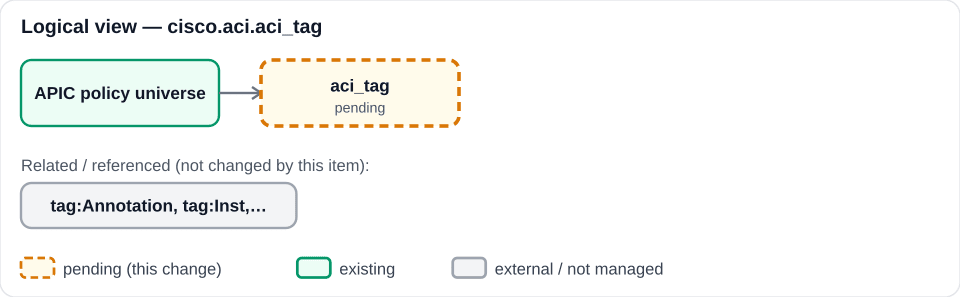 Logical view — cisco.aci.aci_tag
APIC policy universe
aci_tag
pending
Related / referenced (not changed by this item):
tag:Annotation, tag:Inst,…
pending (this change)
existing
external / not managed